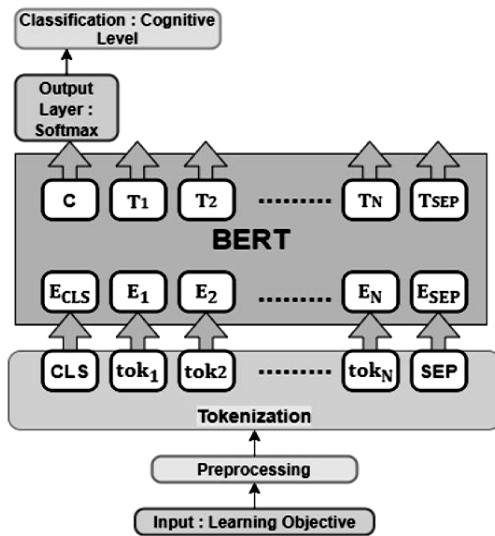 Classification : Cognitive
Level
Output
Layer :
Softmax
C T1 T2 ......... TN TSEP
BERT
ECLS E1 E2 ......... EN ESEP
CLS tok1 tok2 ......... tokN SEP
Tokenization
Preprocessing
Input : Learning Objective